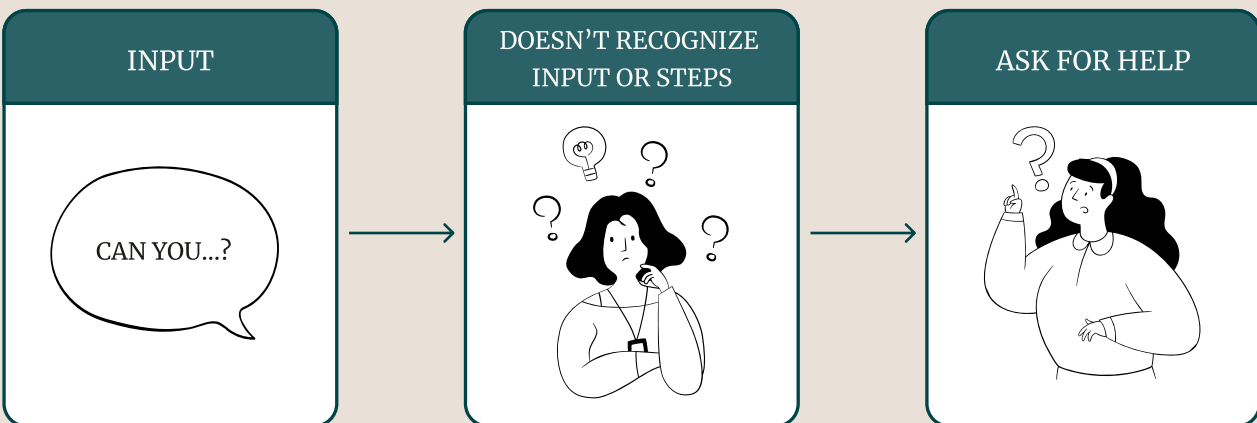 INPUT
CAN YOU...?
DOESN’T RECOGNIZE
INPUT OR STEPS
ASK FOR HELP